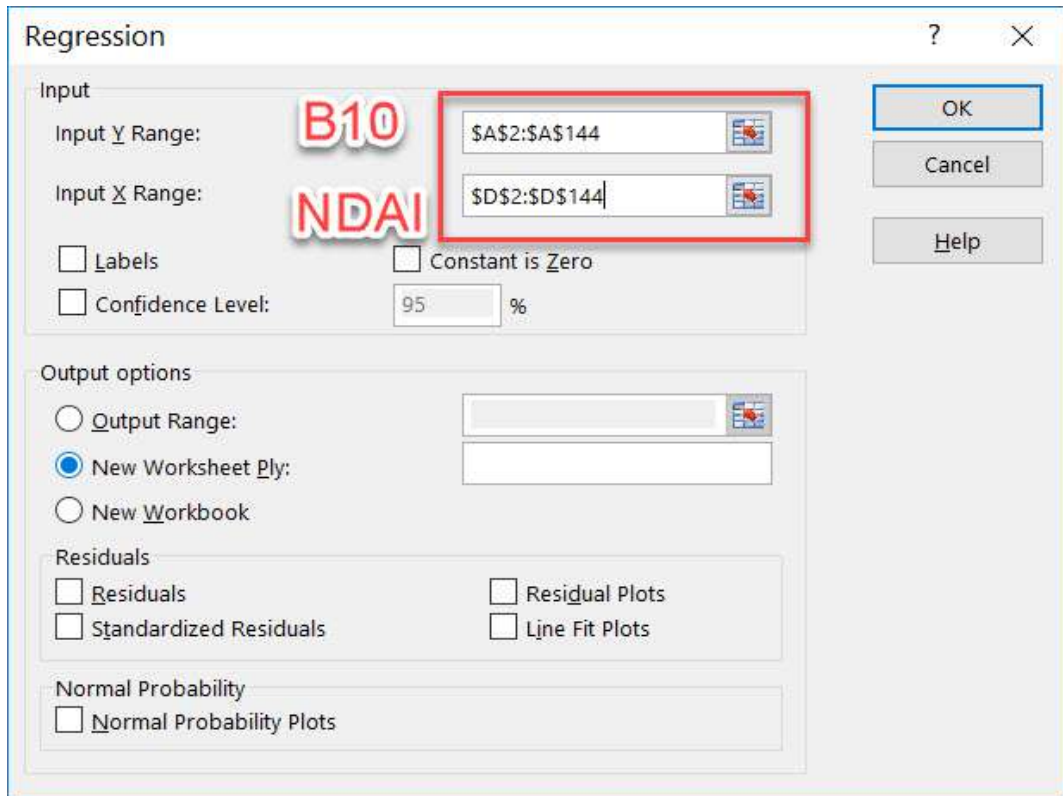 Regression ?
Input
Input Y Range: B10 $A$2:$A$144
Input X Range: NDAI $D$2:$D$144
Labels Constant is Zero
Confidence Level: 95 %
Output options
Output Range:
New Worksheet Ply:
New Workbook
Residuals
Residuals Residual Plots
Standardized Residuals Line Fit Plots
Normal Probability
Normal Probability Plots
OK
Cancel
Help